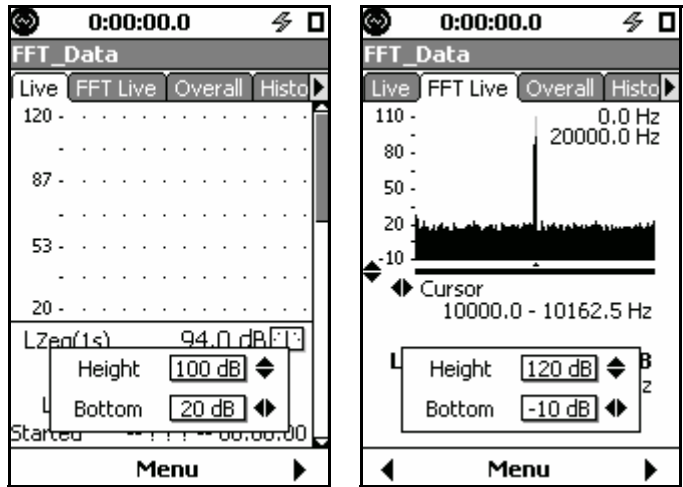 0:00:00.0
FFT_Data
Live FFT Live Overall Histo
120
87
53
20
LZeq(1s) 94.0 dB
Height 100 dB
L Bottom 20 dB
Started 00:00:00
Menu
0:00:00.0
FFT_Data
Live FFT Live Overall Histo
110 0.0 Hz
20000.0 Hz
80
50
20
-10
Cursor
10000.0 - 10162.5 Hz
L Height 120 dB B
Bottom -10 dB z
Menu